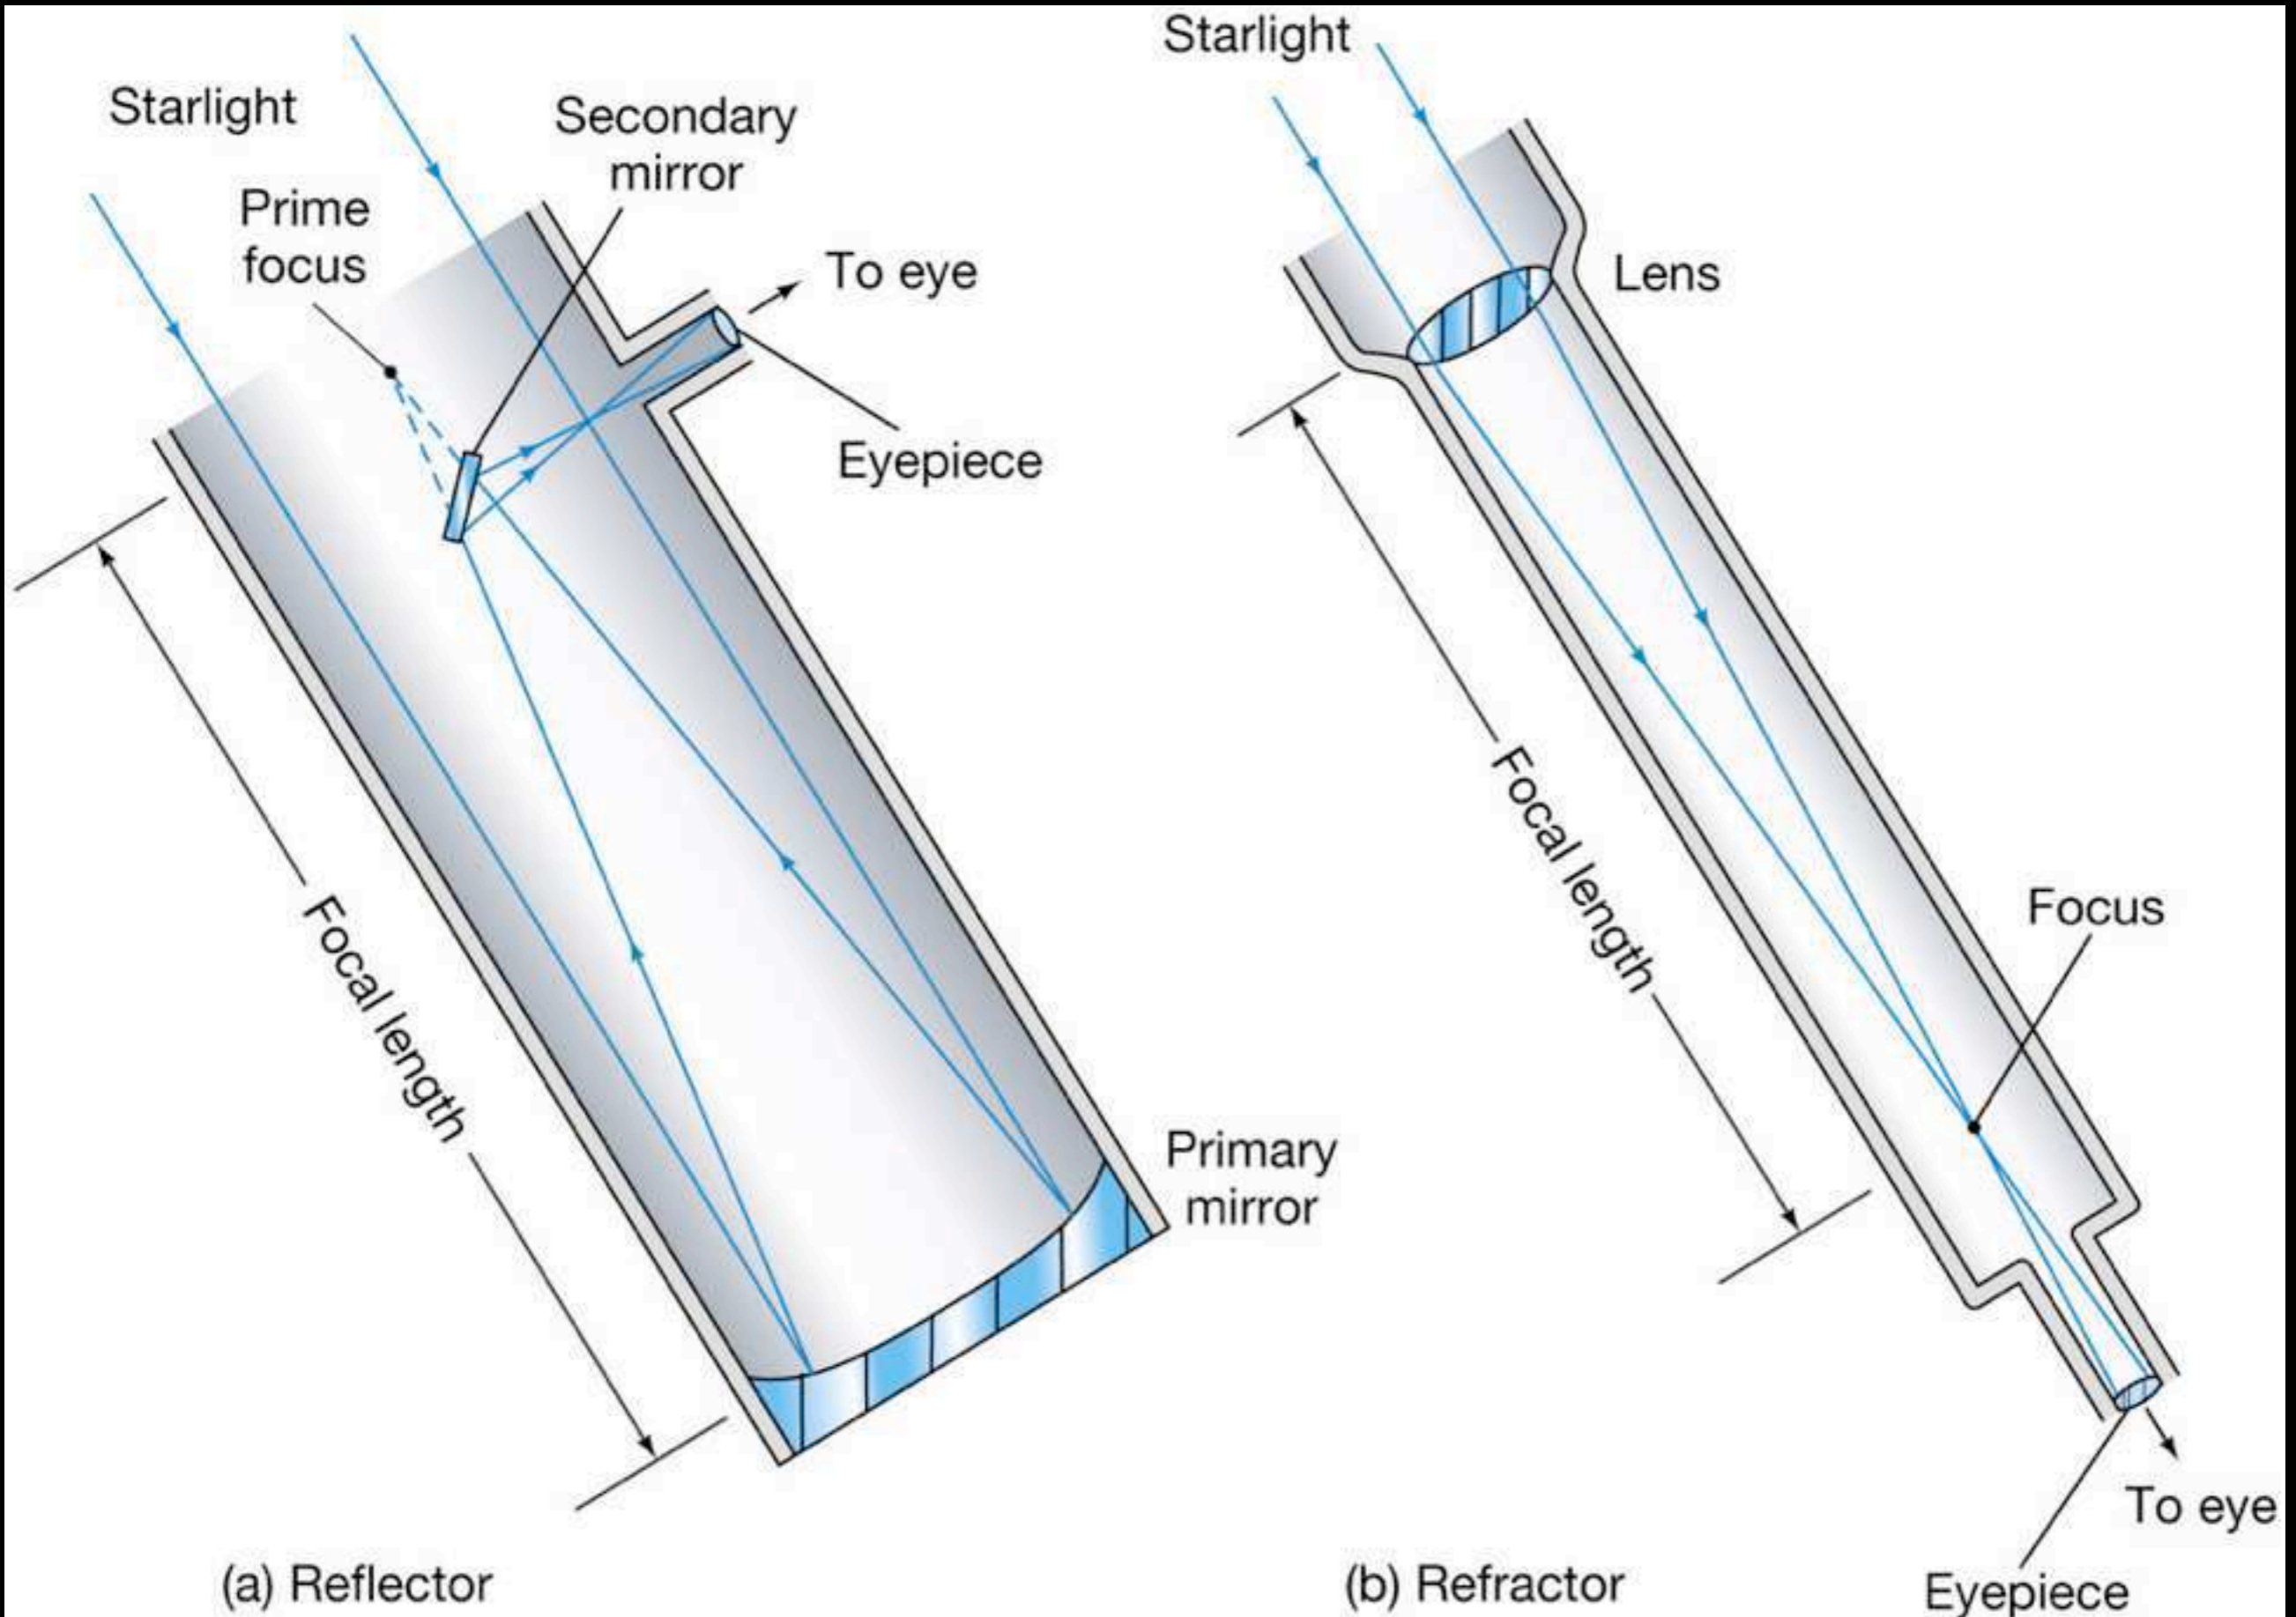 Starlight
Secondary
mirror
Prime
focus
To eye
Eyepiece
Focal length
Primary
mirror
(a) Reflector
Starlight
Lens
Focal length
Focus
To eye
Eyepiece
(b) Refractor